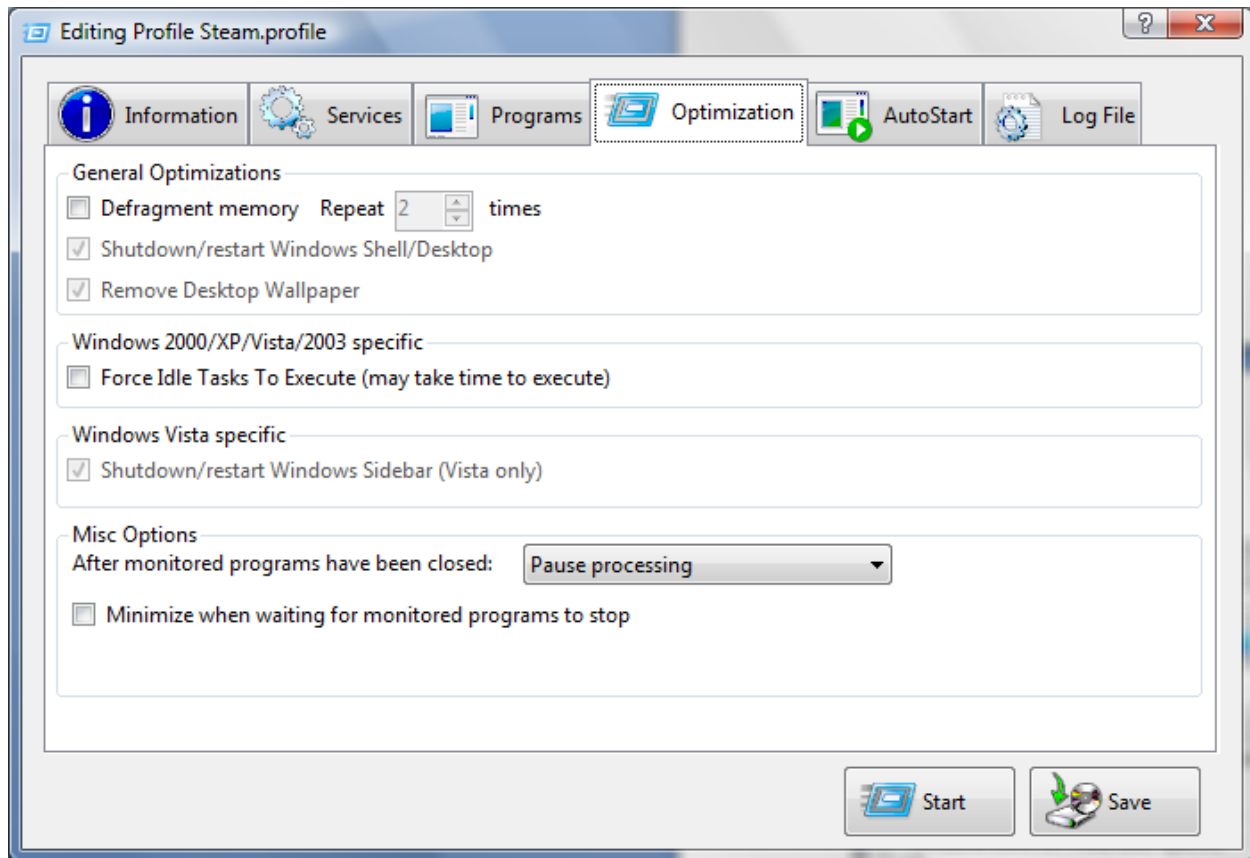 Editing Profile Steam.profile
?
Information Services Programs Optimization AutoStart Log File
General Optimizations
Defragment memory Repeat 2 times
Shutdown/restart Windows Shell/Desktop
Remove Desktop Wallpaper
Windows 2000/XP/Vista/2003 specific
Force Idle Tasks To Execute (may take time to execute)
Windows Vista specific
Shutdown/restart Windows Sidebar (Vista only)
Misc Options
After monitored programs have been closed: Pause processing
Minimize when waiting for monitored programs to stop
Start Save